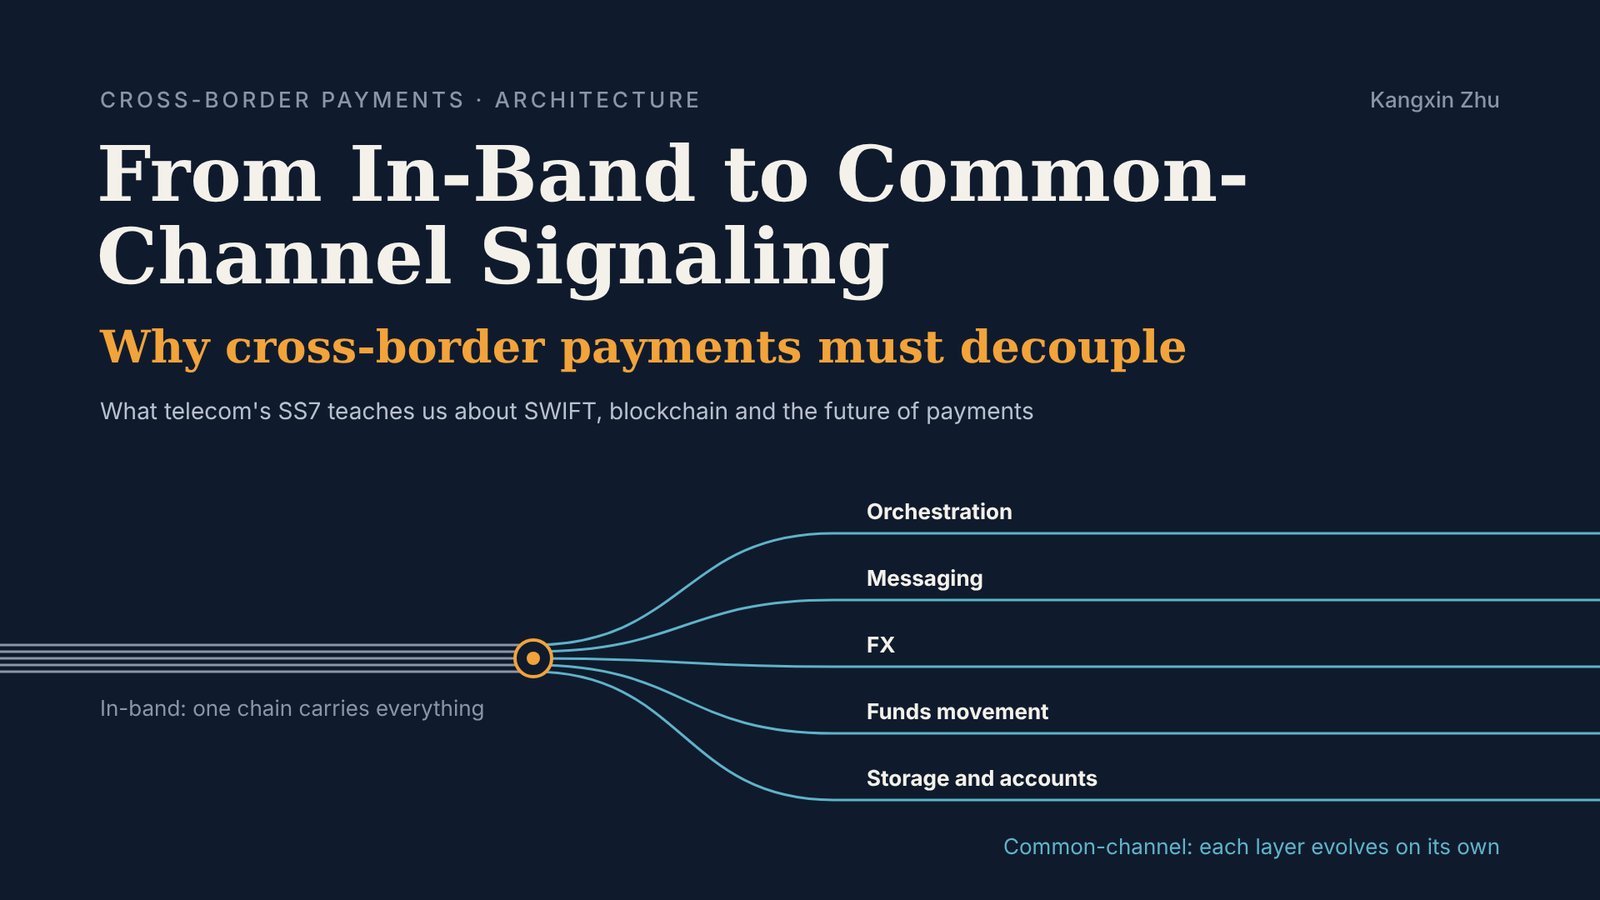 CROSS-BORDER PAYMENTS · ARCHITECTURE
Kangxin Zhu
From In-Band to Common-
Channel Signaling
Why cross-border payments must decouple
What telecom's SS7 teaches us about SWIFT, blockchain and the future of payments
Orchestration
Messaging
FX
Funds movement
Storage and accounts
In-band: one chain carries everything
Common-channel: each layer evolves on its own